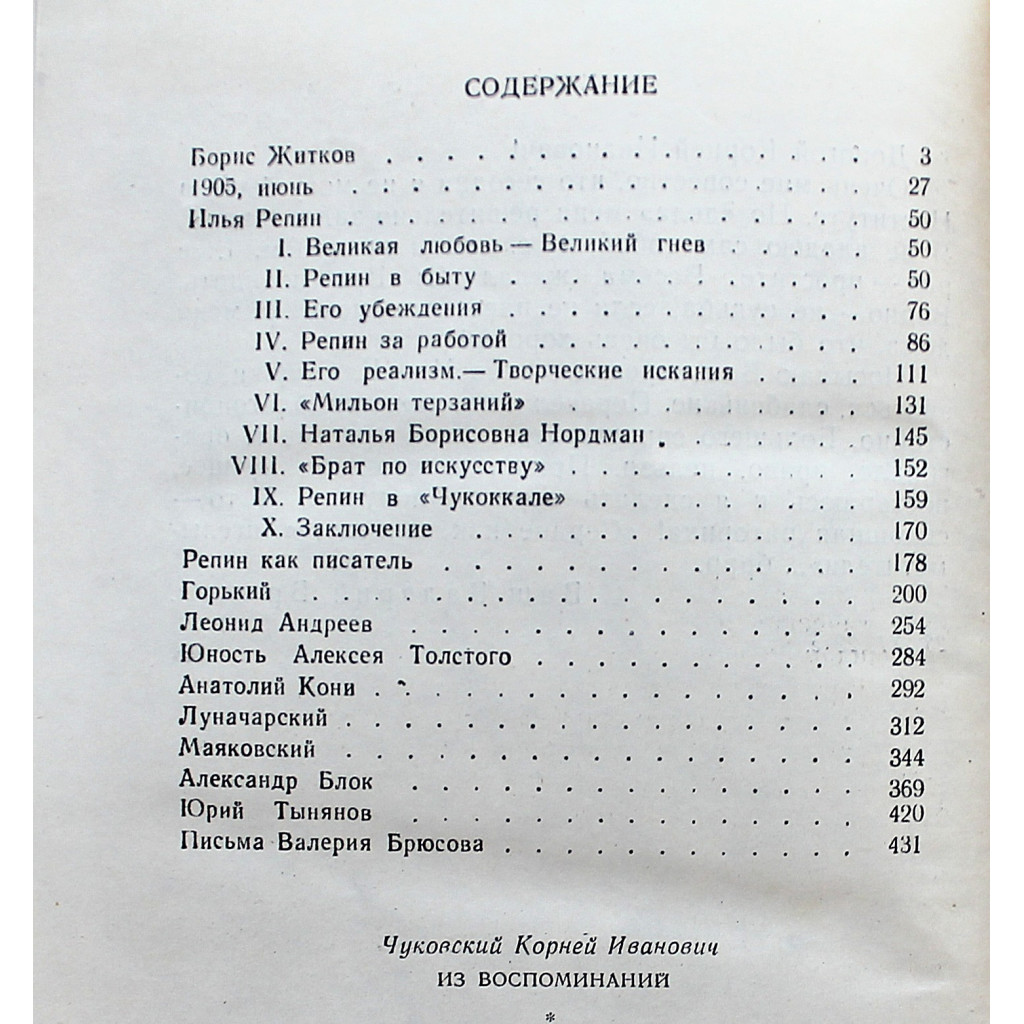 СОДЕРЖАНИЕ
Борис Житков . . . . . . . . . . . . . . . . 3
1905, июнь . . . . . . . . . . . . . . . . . 27
Илья Репин . . . . . . . . . . . . . . . . . 50
I. Великая любовь — Великий гнев . . . . . 50
II. Репин в быту . . . . . . . . . . . . 50
III. Его убеждения . . . . . . . . . . . . 76
IV. Репин за работой . . . . . . . . . . . 86
V. Его реализм.— Творческие искания . . . . 111
VI. «Мильон терзаний» . . . . . . . . . . 131
VII. Наталья Борисовна Нордман . . . . . . . 145
VIII. «Брат по искусству» . . . . . . . . . 152
IX. Репин в «Чукоккале» . . . . . . . . . 159
X. Заключение . . . . . . . . . . . . . 170
Репин как писатель . . . . . . . . . . . . . . 178
Горький . . . . . . . . . . . . . . . . . . 200
Леонид Андреев . . . . . . . . . . . . . . . 254
Юность Алексея Толстого . . . . . . . . . . . 284
Анатолий Кони . . . . . . . . . . . . . . . . 292
Луначарский . . . . . . . . . . . . . . . . . 312
Маяковский . . . . . . . . . . . . . . . . . 344
Александр Блок . . . . . . . . . . . . . . . 369
Юрий Тынянов . . . . . . . . . . . . . . . 420
Письма Валерия Брюсова . . . . . . . . . . . . 431
Чуковский Корней Иванович
ИЗ ВОСПОМИНАНИЙ
*